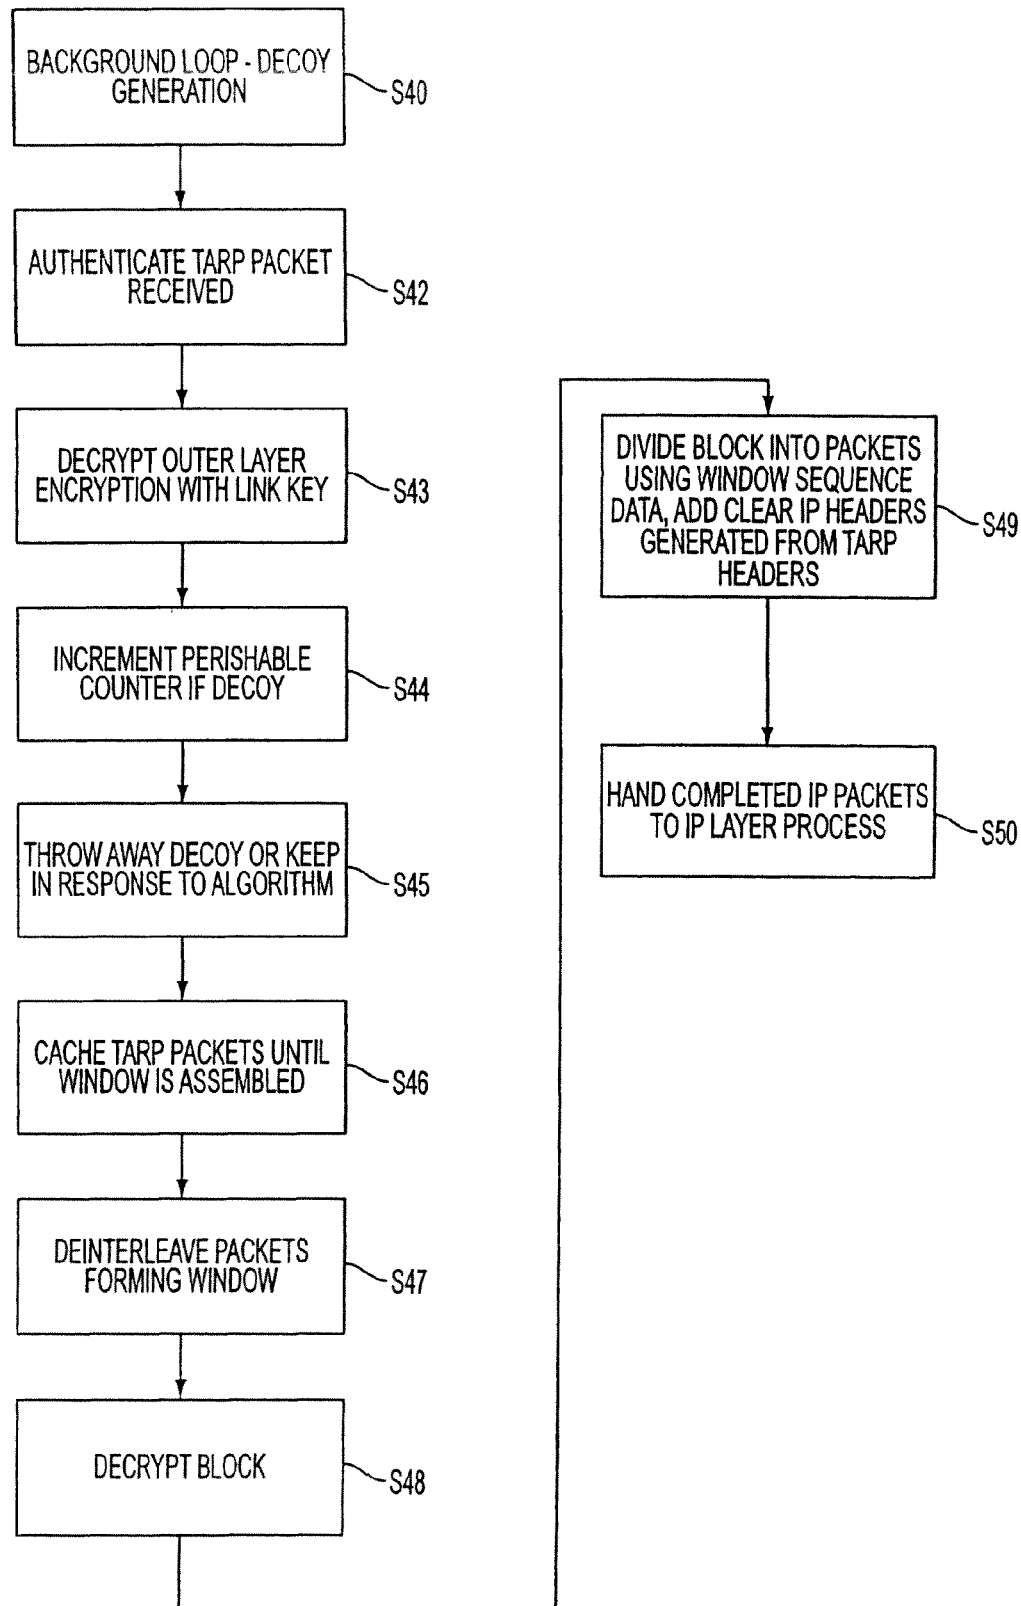 BACKGROUND LOOP - DECOY
GENERATION
S40
AUTHENTICATE TARP PACKET
RECEIVED
S42
DECRYPT OUTER LAYER
ENCRYPTION WITH LINK KEY
S43
INCREMENT PERISHABLE
COUNTER IF DECOY
S44
THROW AWAY DECOY OR KEEP
IN RESPONSE TO ALGORITHM
S45
CACHE TARP PACKETS UNTIL
WINDOW IS ASSEMBLED
S46
DEINTERLEAVE PACKETS
FORMING WINDOW
S47
DECRYPT BLOCK
S48
DIVIDE BLOCK INTO PACKETS
USING WINDOW SEQUENCE
DATA, ADD CLEAR IP HEADERS
GENERATED FROM TARP
HEADERS
S49
HAND COMPLETED IP PACKETS
TO IP LAYER PROCESS
S50